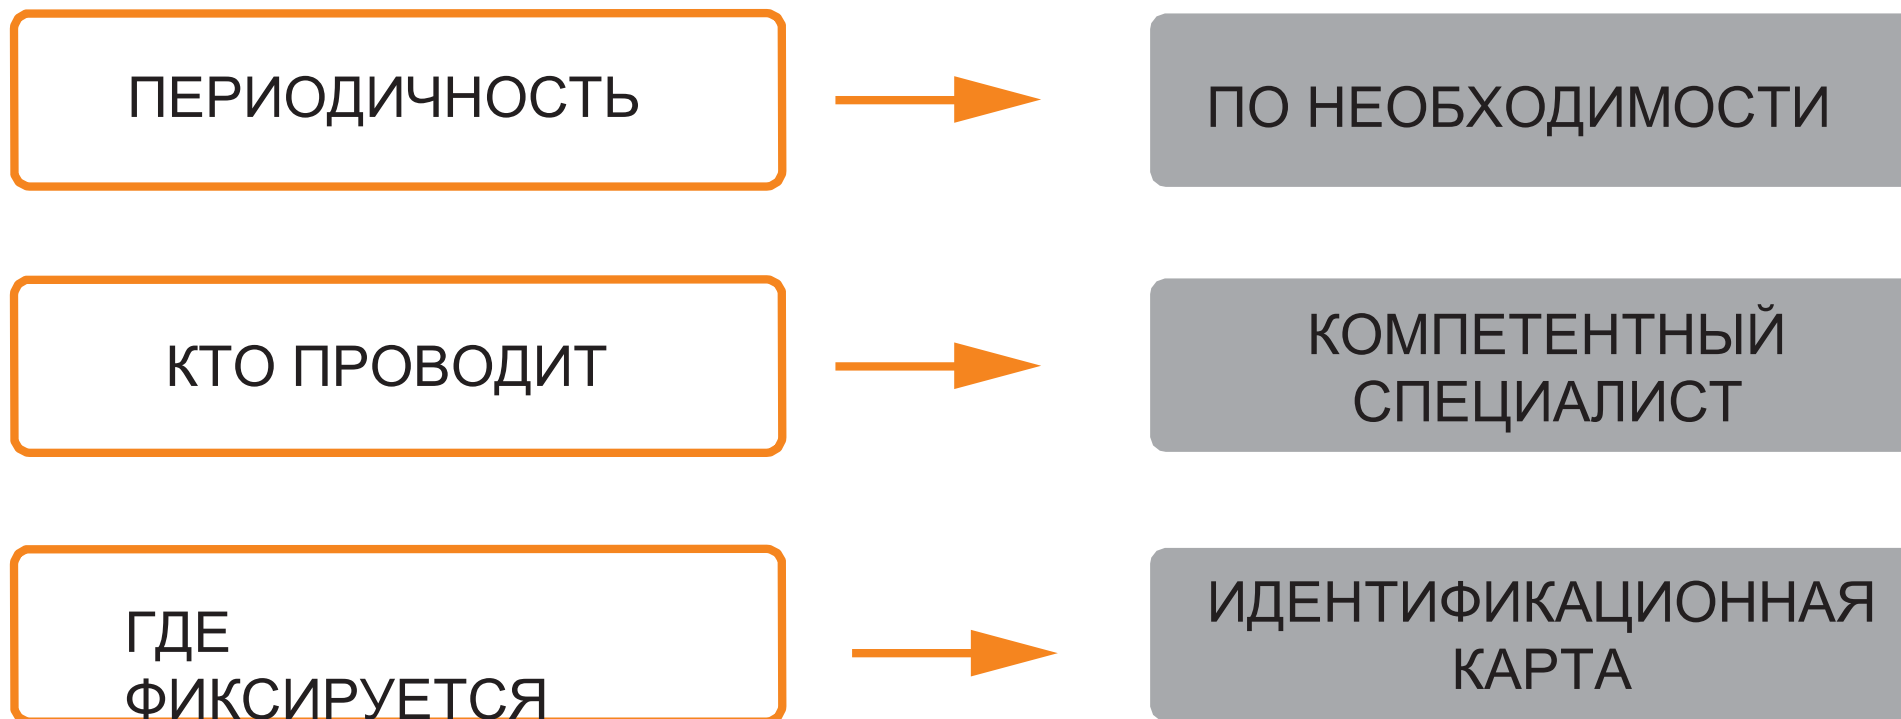 ПЕРИОДИЧНОСТЬ
ПО НЕОБХОДИМОСТИ
КТО ПРОВОДИТ
КОМПЕТЕНТНЫЙ
СПЕЦИАЛИСТ
ГДЕ
ФИКСИРУЕТСЯ
ИДЕНТИФИКАЦИОННАЯ
КАРТА